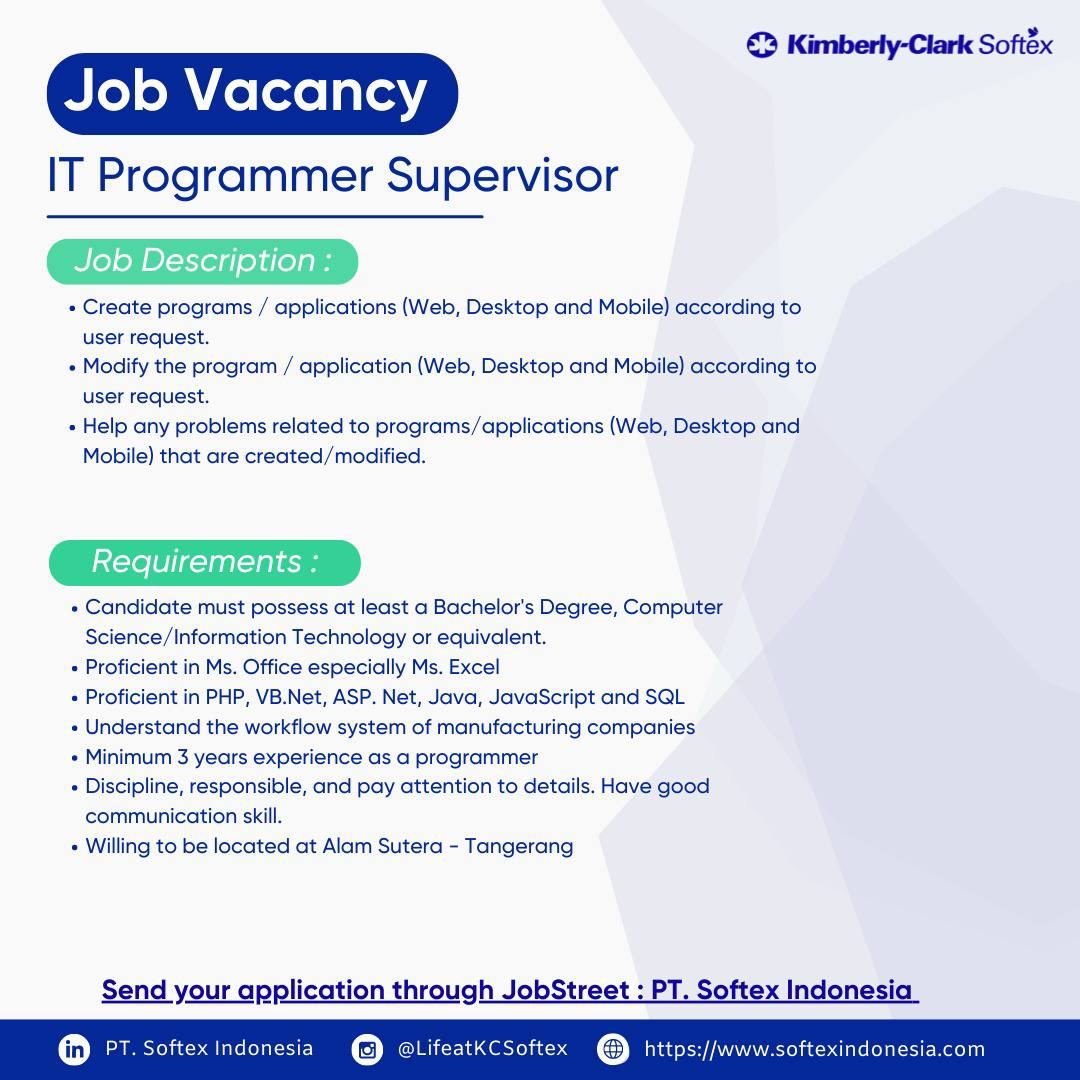 Kimberly-Clark Softex
Job Vacancy
IT Programmer Supervisor
Job Description :
• Create programs / applications (Web, Desktop and Mobile) according to
user request.
• Modify the program / application (Web, Desktop and Mobile) according to
user request.
• Help any problems related to programs/applications (Web, Desktop and
Mobile) that are created/modified.
Requirements :
• Candidate must possess at least a Bachelor's Degree, Computer
Science/Information Technology or equivalent.
• Proficient in Ms. Office especially Ms. Excel
• Proficient in PHP, VB.Net, ASP. Net, Java, JavaScript and SQL
• Understand the workflow system of manufacturing companies
• Minimum 3 years experience as a programmer
• Discipline, responsible, and pay attention to details. Have good
communication skill.
• Willing to be located at Alam Sutera - Tangerang
Send your application through JobStreet : PT. Softex Indonesia
in PT. Softex Indonesia @LifeatKCSoftex https://www.softexindonesia.com